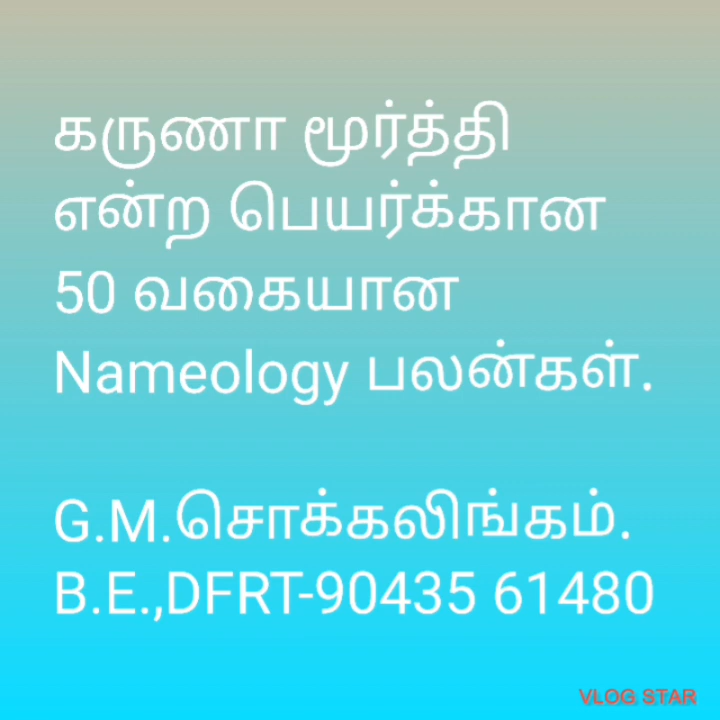 கருணா மூர்த்தி
என்ற பெயர்க்கான
50 வகையான
Nameology பலன்கள்.
G.M.சொக்கலிங்கம்.
B.E.,DFRT-90435 61480
VLOG STAR